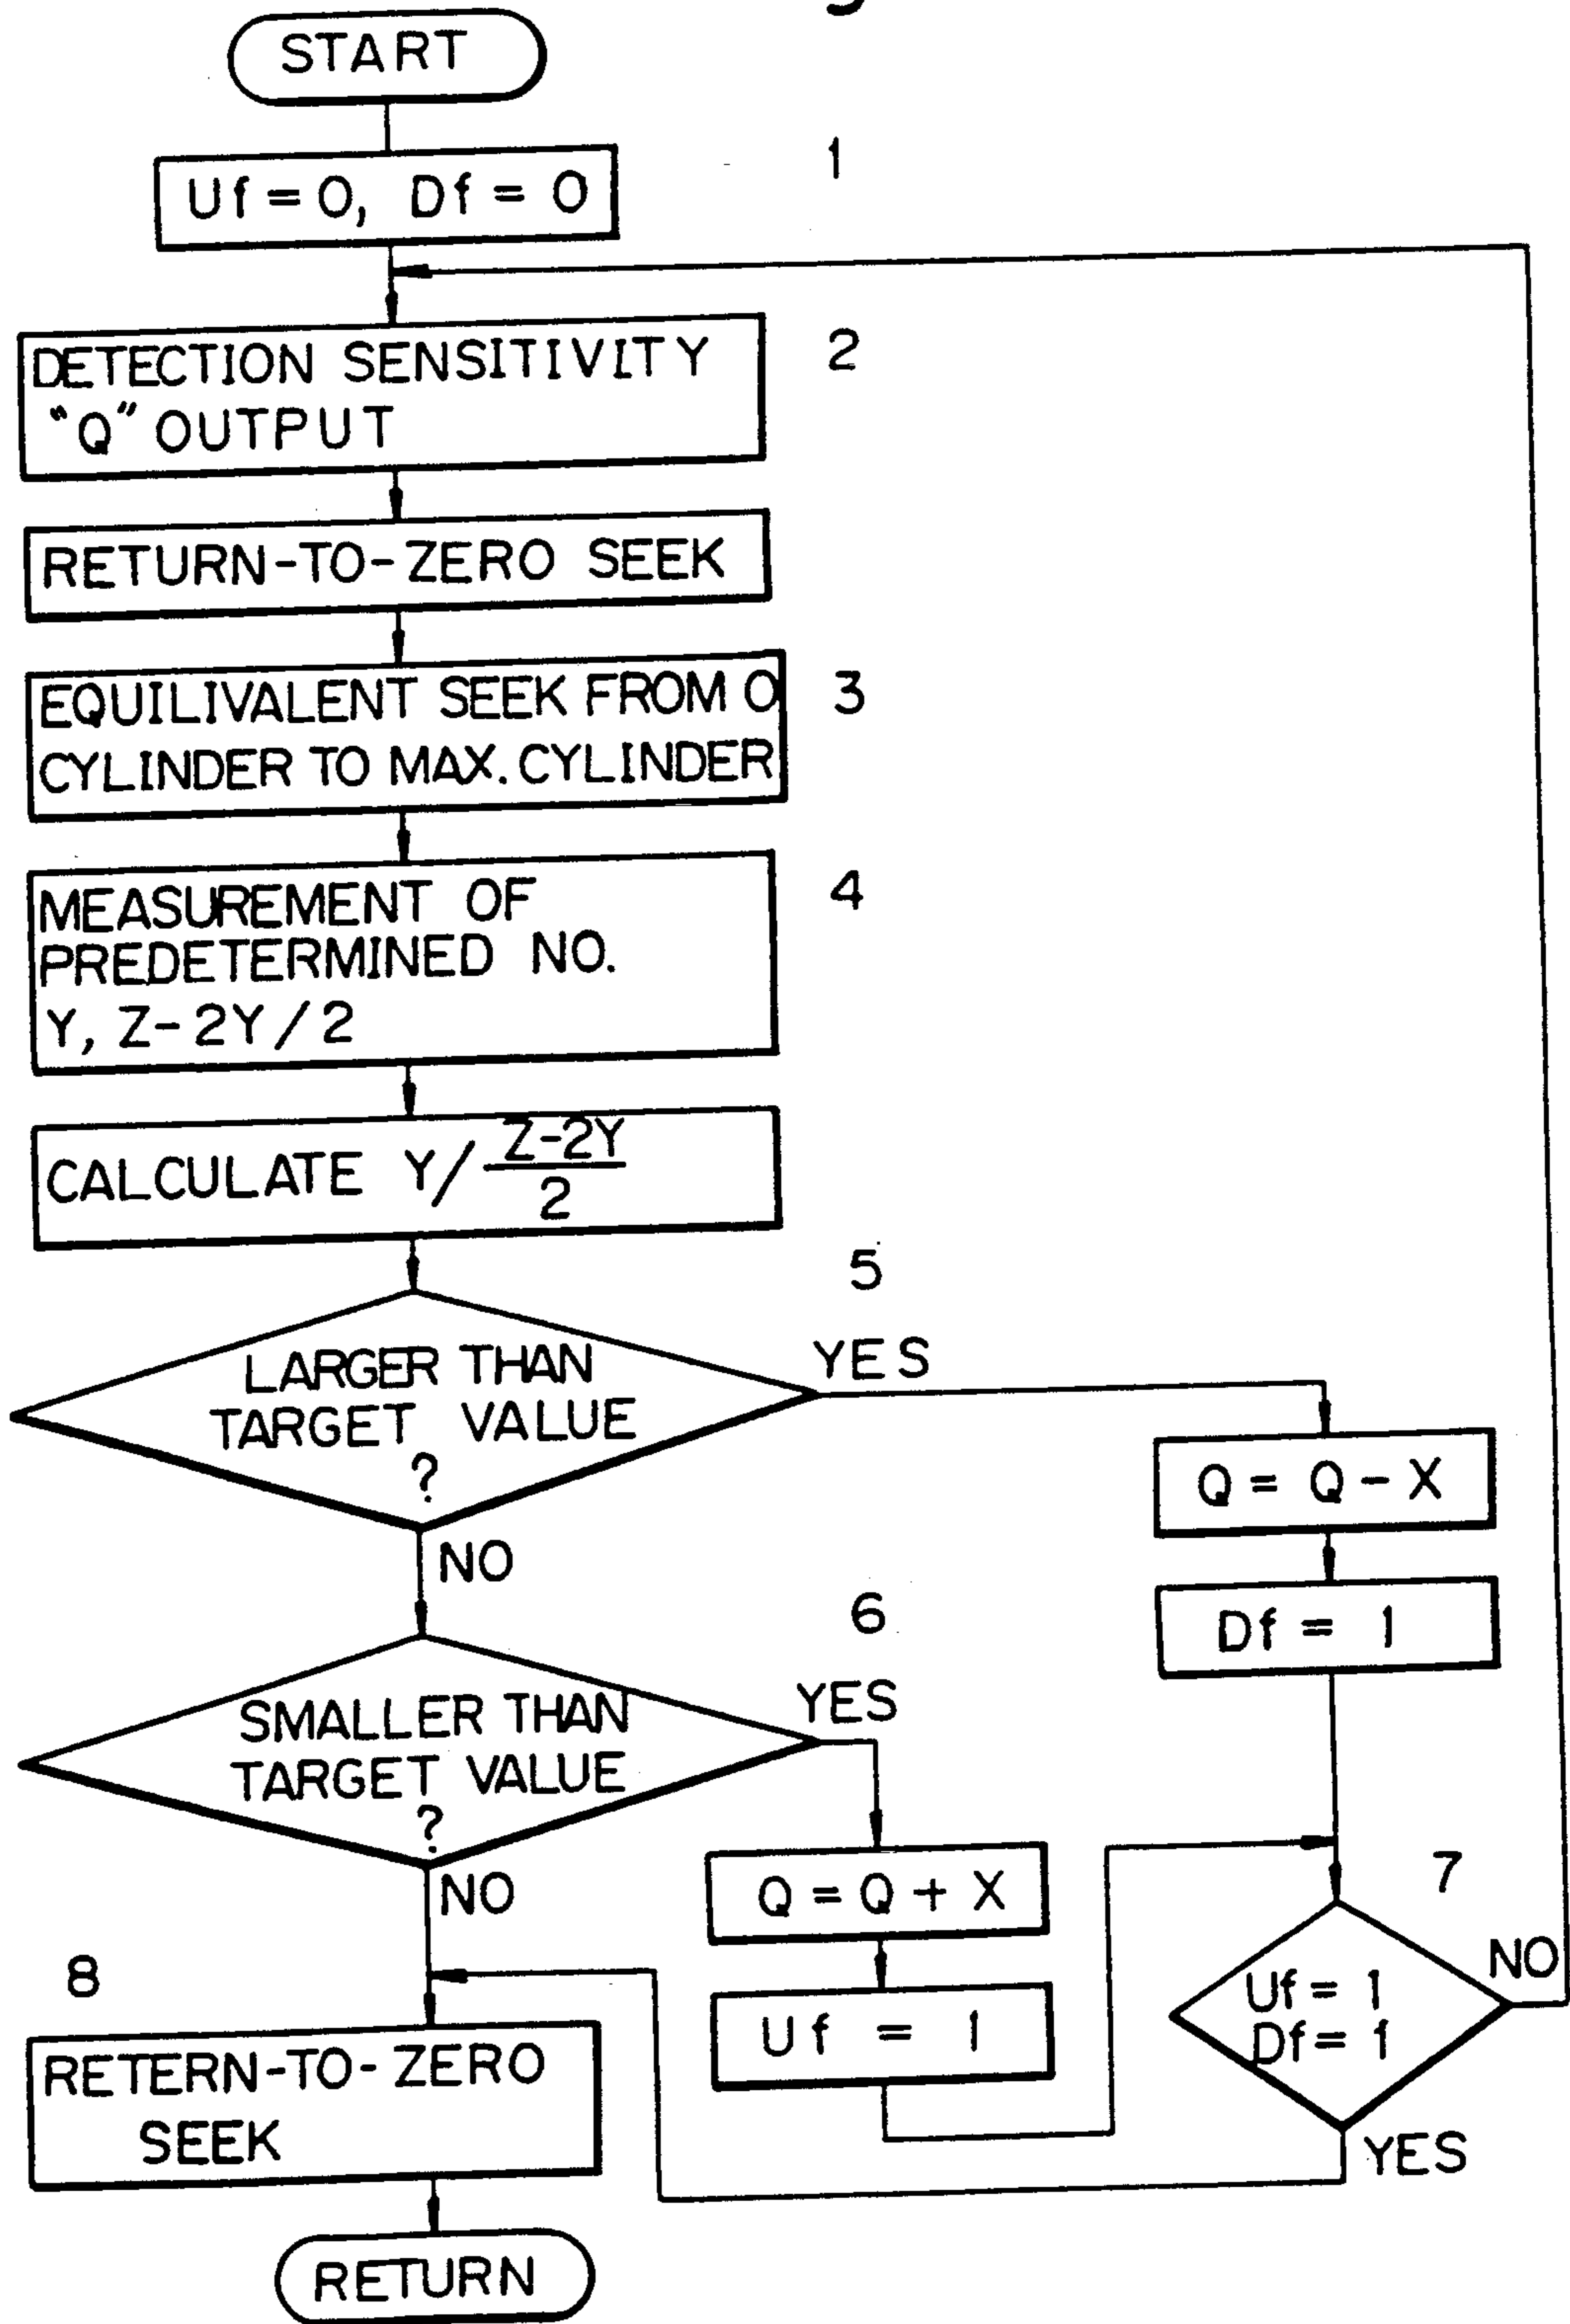 START
1
Uf = 0, Df = 0
2
DETECTION SENSITIVITY
"Q" OUTPUT
RETURN-TO-ZERO SEEK
3
EQUILIVALENT SEEK FROM 0
CYLINDER TO MAX. CYLINDER
4
MEASUREMENT OF
PREDETERMINED NO.
Y, Z-2Y/2
CALCULATE Y/ Z-2Y
2
5
LARGER THAN
TARGET VALUE
?
YES
NO
Q = Q - X
Df = 1
6
SMALLER THAN
TARGET VALUE
?
YES
NO
Q = Q + X
Uf = 1
7
Uf = 1
Df = 1
NO
YES
8
RETERN-TO-ZERO
SEEK
RETURN